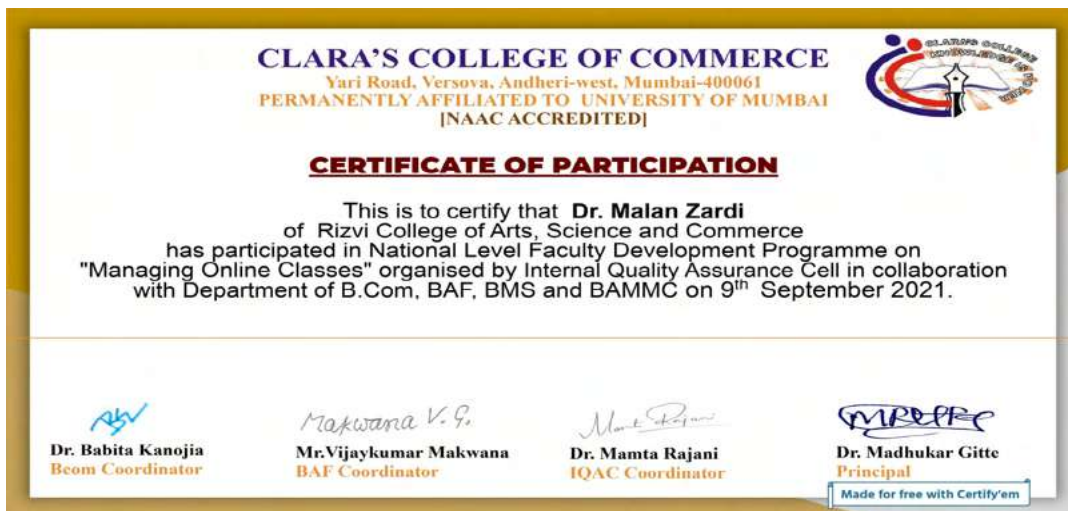 CLARA'S COLLEGE OF COMMERCE
Yari Road, Versova, Andheri-west, Mumbai-400061
PERMANENTLY AFFILIATED TO UNIVERSITY OF MUMBAI
[NAAC ACCREDITED]
CLARA'S COLLEGE
KNOWLEDGE IS POWER
CERTIFICATE OF PARTICIPATION
This is to certify that Dr. Malan Zardi
of Rizvi College of Arts, Science and Commerce
has participated in National Level Faculty Development Programme on
"Managing Online Classes" organised by Internal Quality Assurance Cell in collaboration
with Department of B.Com, BAF, BMS and BAMMC on 9th September 2021.
Makwana V. G.
Dr. Babita Kanojia
Bcom Coordinator
Mr.Vijaykumar Makwana
BAF Coordinator
Dr. Mamta Rajani
IQAC Coordinator
Dr. Madhukar Gitte
Principal
Made for free with Certify'em